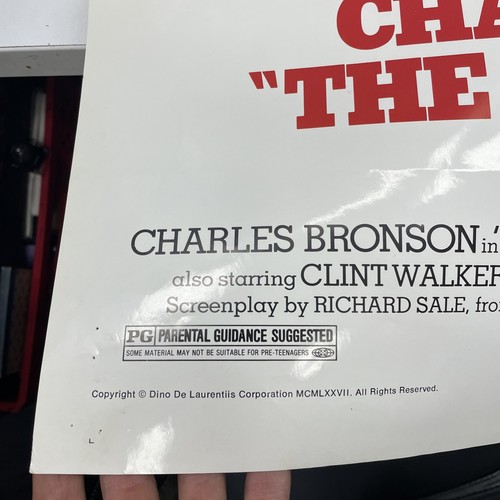 CHA
"THE
CHARLES BRONSON in "
also starring CLINT WALKER
Screenplay by RICHARD SALE, fro
PG PARENTAL GUIDANCE SUGGESTED
SOME MATERIAL MAY NOT BE SUITABLE FOR PRE-TEENAGERS
Copyright © Dino De Laurentiis Corporation MCMLXXVII. All Rights Reserved.